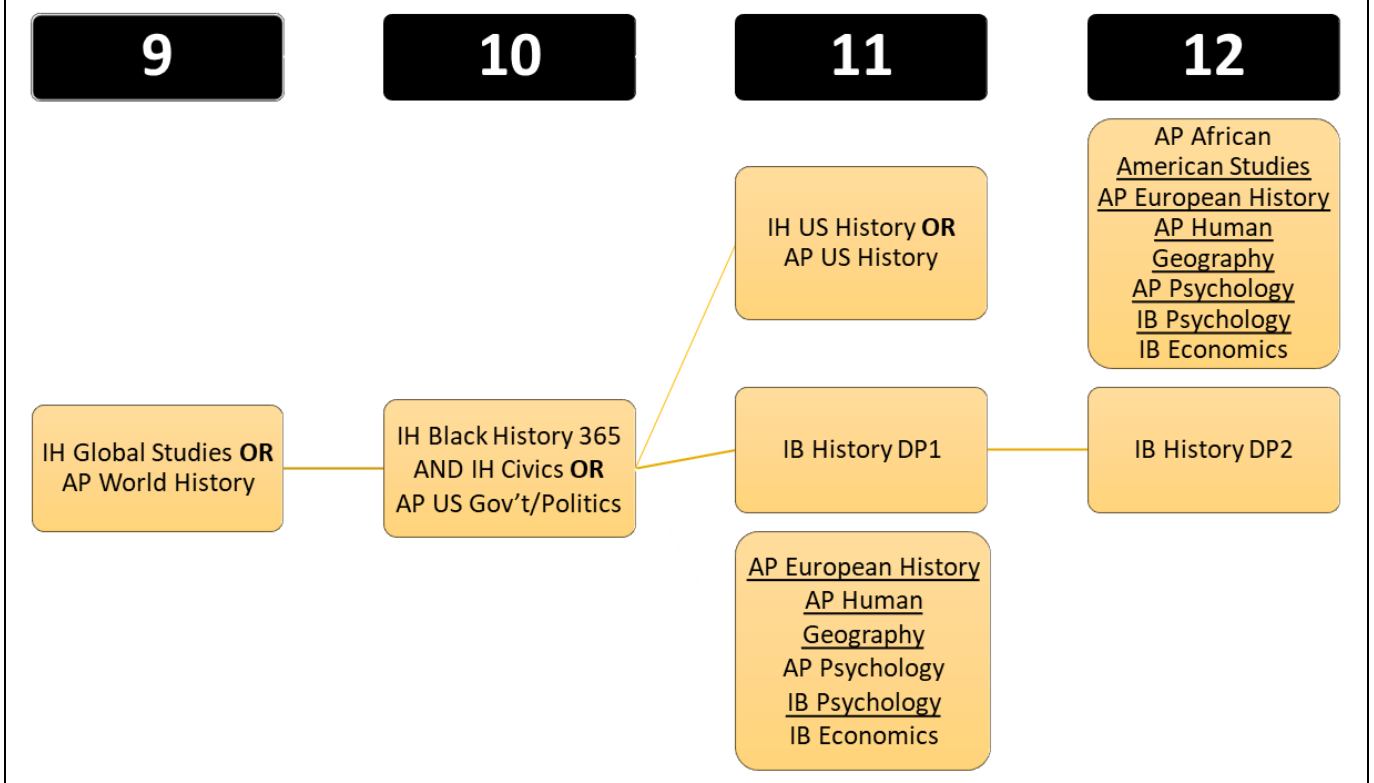 9
10
11
12
IH Global Studies OR
AP World History
IH Black History 365
AND IH Civics OR
AP US Gov’t/Politics
IH US History OR
AP US History
IB History DP1
AP European History
AP Human
Geography
AP Psychology
IB Psychology
IB Economics
AP African
American Studies
AP European History
AP Human
Geography
AP Psychology
IB Psychology
IB Economics
IB History DP2